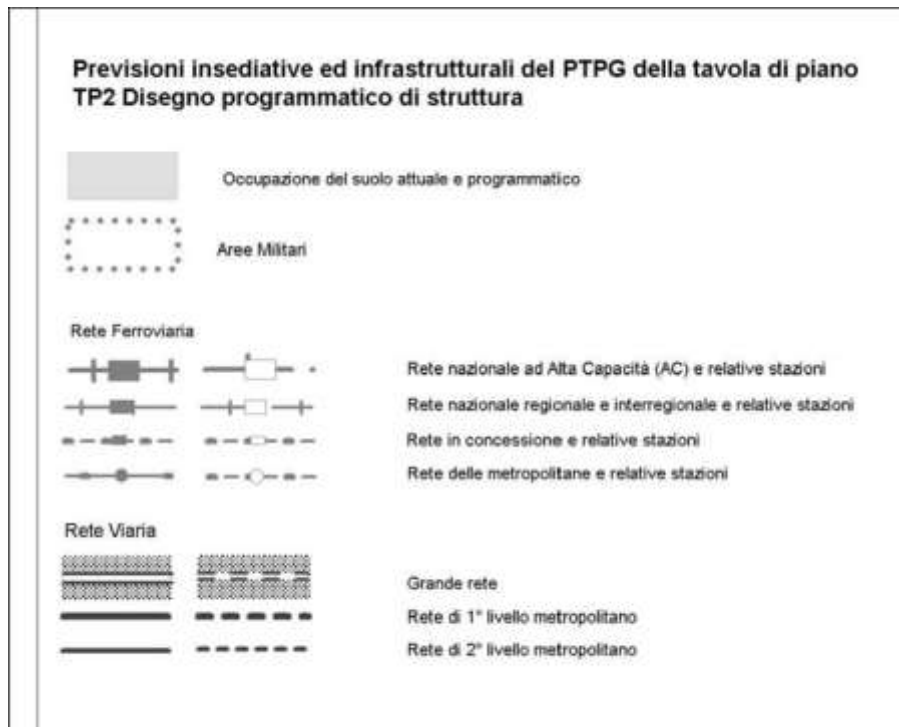 Previsioni insediative ed infrastrutturali del PTPG della tavola di piano
TP2 Disegno programmatico di struttura
Occupazione del suolo attuale e programmatico
Aree Militari
Rete Ferroviaria
Rete nazionale ad Alta Capacità (AC) e relative stazioni
Rete nazionale regionale e interregionale e relative stazioni
Rete in concessione e relative stazioni
Rete delle metropolitane e relative stazioni
Rete Viaria
Grande rete
Rete di 1° livello metropolitano
Rete di 2° livello metropolitano